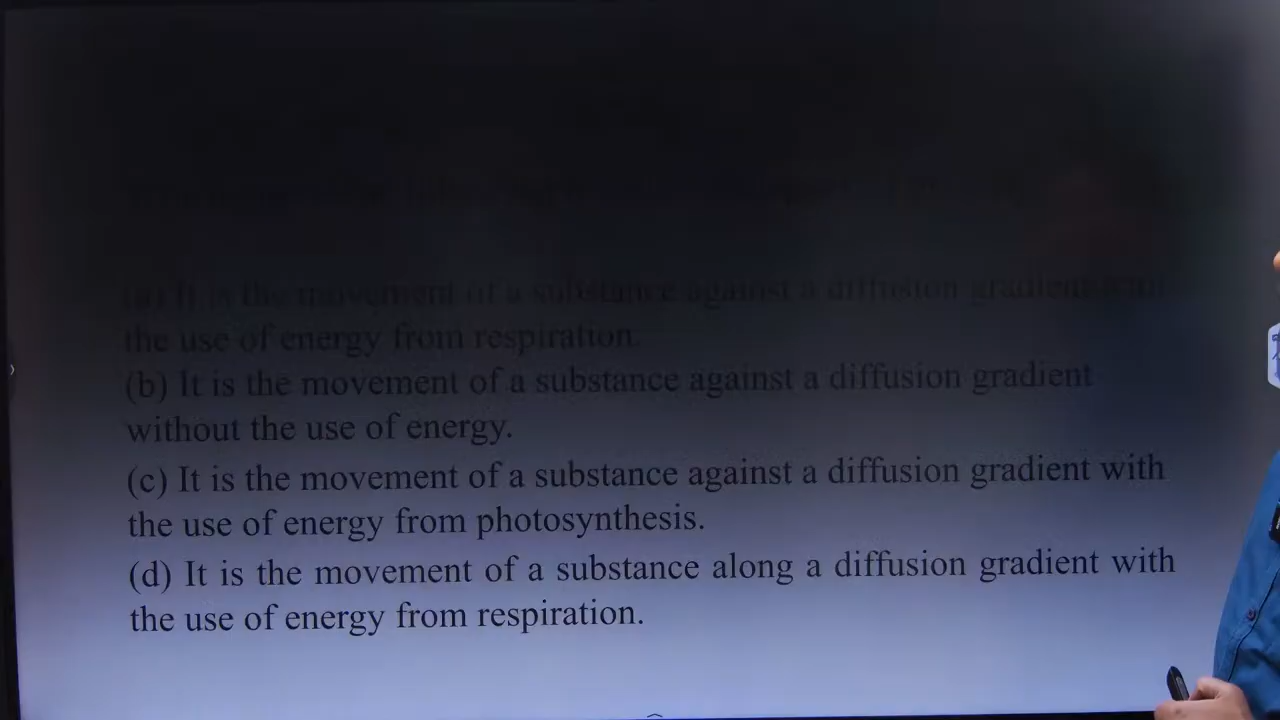 (a) It is the movement of a substance against a diffusion gradient with
the use of energy from respiration.
(b) It is the movement of a substance against a diffusion gradient
without the use of energy.
(c) It is the movement of a substance against a diffusion gradient with
the use of energy from photosynthesis.
(d) It is the movement of a substance along a diffusion gradient with
the use of energy from respiration.